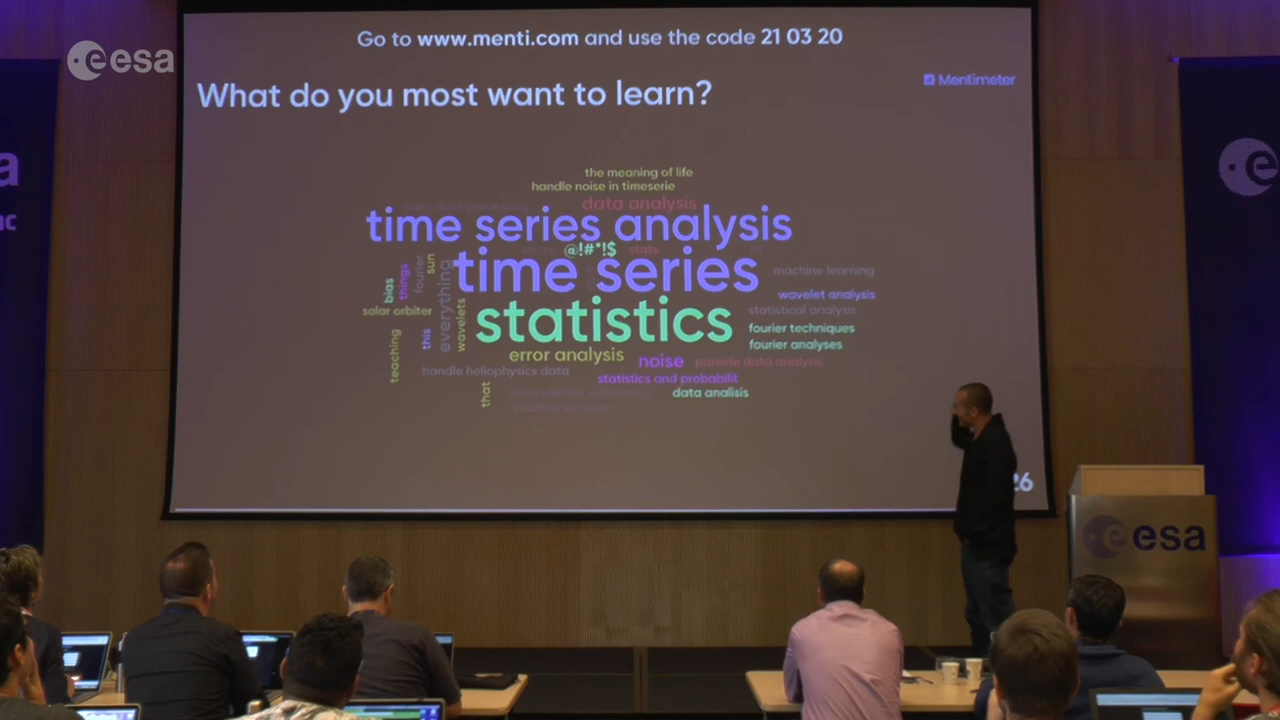 Go to www.menti.com and use the code 21 03 20
esa
Mentimeter
What do you most want to learn?
the meaning of life
handle noise in timeserie
data analysis
time series analysis
@!#*!$
stats
time series
machine learning
wavelet analysis
statistics
statistical analysis
fourier techniques
fourier analyses
error analysis
noise
particle data analysis
handle heliophysics data
statistics and probabilit
data analisis
solar orbiter
bias
things
fourier
sun
everything
wavelets
this
teaching
that
26
esa